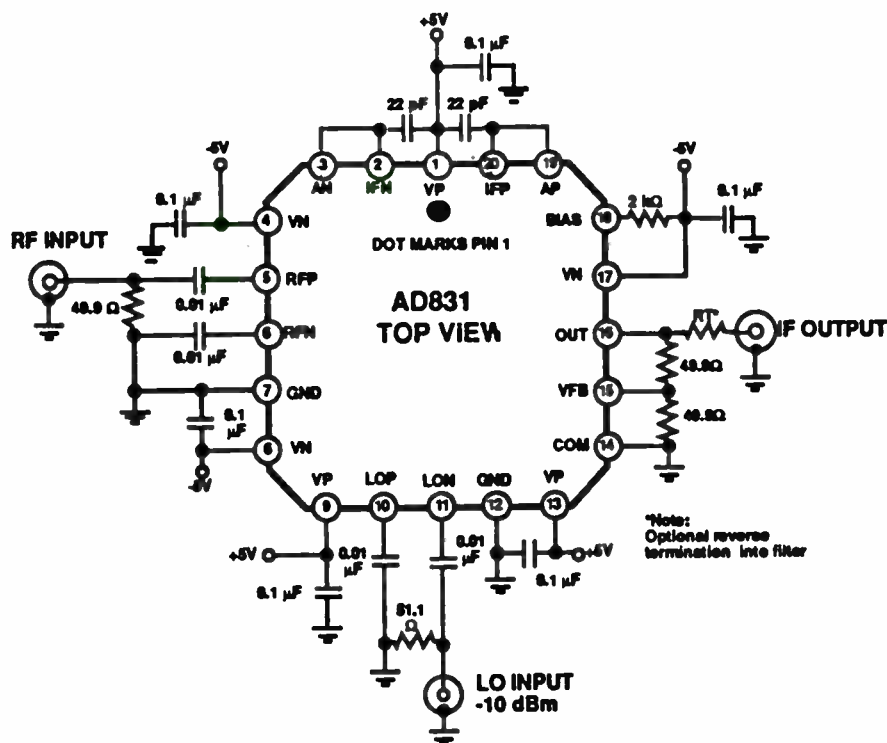 +5V
0.1 µF
22 pF
22 pF
-5V
-5V
3
2
1
20
19
AN
IFN
VP
IFP
AP
0.1 µF
2 kΩ
0.1 µF
4
VN
BIAS
18
DOT MARKS PIN 1
RF INPUT
5
RFP
VN
17
0.01 µF
49.9 Ω
AD831
TOP VIEW
6
RFN
OUT
16
RT*
IF OUTPUT
0.01 µF
49.9Ω
7
GND
VFB
15
0.1
µF
49.9Ω
8
VN
COM
14
-5V
VP
LOP
LON
GND
VP
9
10
11
12
13
*Note:
Optional reverse
termination into filter
+5V
0.01
µF
0.01
µF
+5V
0.1 µF
0.1 µF
51.1
Ω
LO INPUT
-10 dBm